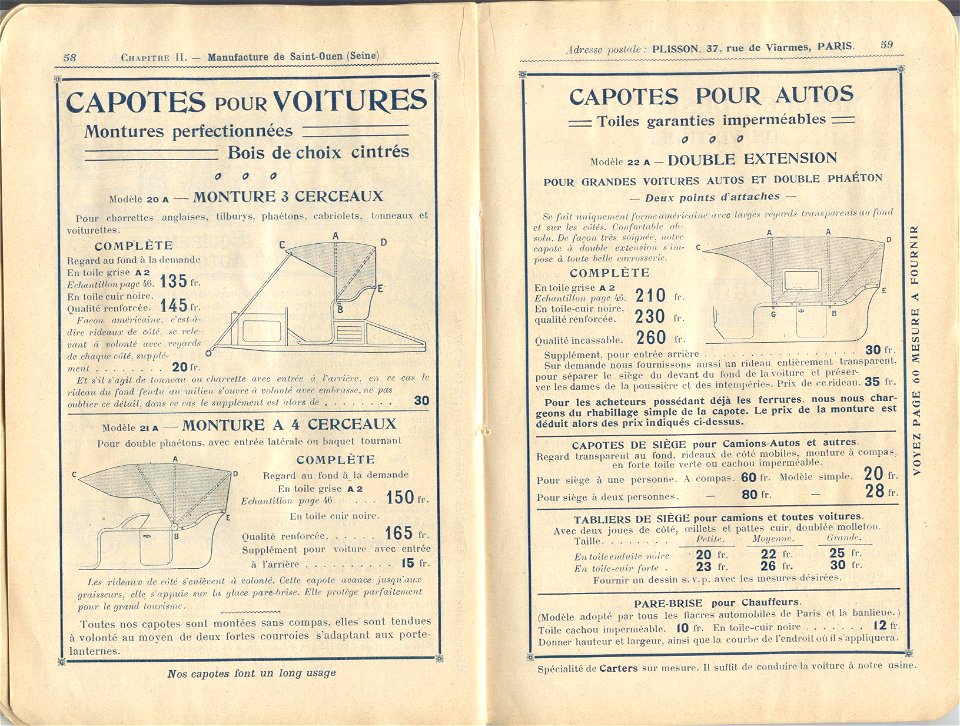 58 CHAPITRE II. — Manufacture de Saint-Ouen (Seine)
CAPOTES POUR VOITURES
Montures perfectionnées
Bois de choix cintrés
Modèle 20 A — MONTURE 3 CERCEAUX
Pour charrettes anglaises, tilburys, phaétons, cabriolets, tonneaux et
voiturettes.
COMPLÈTE
Regard au fond à la demande
En toile grise A 2
Echantillon page 46. 135 fr.
En toile cuir noire.
Qualité renforcée. 145 fr.
Façon américaine, c'est-à-
dire rideaux de côté, se rele-
vant à volonté avec regards
de chaque côté, supplé-
ment . . . . . . . . . 20 fr.
A
C
D
E
B
O
Et s'il s'agit de tonneau ou charrette avec entrée à l'arrière, en ce cas le
rideau du fond fendu au milieu s'ouvre à volonté avec embrasse, ne pas
oublier ce détail, dans ce cas le supplément est alors de . . . . . . . . 30
Modèle 21 A — MONTURE A 4 CERCEAUX
Pour double phaétons, avec entrée latérale ou baquet tournant
C
A
D
E
B
COMPLÈTE
Regard au fond à la demande
En toile grise A 2
Echantillon page 46 . . . 150 fr.
En toile cuir noire.
Qualité renforcée. . . . . . 165 fr.
Supplément pour voiture avec entrée
à l'arrière . . . . . . . . . . 15 fr.
Les rideaux de côté s'enlèvent à volonté. Cette capote avance jusqu'aux
graisseurs, elle s'appuie sur la glace pare-brise. Elle protège parfaitement
pour le grand tourisme.
Toutes nos capotes sont montées sans compas, elles sont tendues
à volonté au moyen de deux fortes courroies s'adaptant aux porte-
lanternes.
Nos capotes font un long usage
Adresse postale : PLISSON, 37, rue de Viarmes, PARIS. 59
CAPOTES POUR AUTOS
Toiles garanties imperméables
Modèle 22 A — DOUBLE EXTENSION
POUR GRANDES VOITURES AUTOS ET DOUBLE PHAÉTON
— Deux points d'attaches —
Se fait uniquement forme américaine avec larges regards transparents au fond
et sur les côtés. Confortable ab-
solu. De façon très soignée, notre
capote à double extension s'im-
pose à toute belle carrosserie.
COMPLÈTE
En toile grise A 2
Echantillon page 46. 210 fr.
En toile-cuir noire,
qualité renforcée. 230 fr.
Qualité incassable. 260 fr.
C
A
A
D
E
G
B
Supplément, pour entrée arrière . . . . . . . . . . . 30 fr.
Sur demande nous fournissons aussi un rideau entièrement transparent,
pour séparer le siège du devant du fond de la voiture et préser-
ver les dames de la poussière et des intempéries. Prix de ce rideau. 35 fr.
Pour les acheteurs possédant déjà les ferrures, nous nous char-
geons du rhabillage simple de la capote. Le prix de la monture est
déduit alors des prix indiqués ci-dessus.
CAPOTES DE SIÈGE pour Camions-Autos et autres.
Regard transparent au fond, rideaux de côté mobiles, monture à compas,
en forte toile verte ou cachou imperméable.
Pour siège à une personne. A compas. 60 fr. Modèle simple. 20 fr.
Pour siège à deux personnes. — 80 fr. — 28 fr.
TABLIERS DE SIÈGE pour camions et toutes voitures.
Avec deux joues de côté, œillets et pattes cuir, doublée molleton.
Taille. . . . . . . . . Petite. Moyenne. Grande.
En toile enduite noire 20 fr. 22 fr. 25 fr.
En toile-cuir forte . 23 fr. 26 fr. 30 fr.
Fournir un dessin s. v. p. avec les mesures désirées.
PARE-BRISE pour Chauffeurs.
(Modèle adopté par tous les fiacres automobiles de Paris et la banlieue.)
Toile cachou imperméable. 10 fr. En toile-cuir noire . . . . . . . 12 fr.
Donner hauteur et largeur, ainsi que la courbe de l'endroit où il s'appliquera.
Spécialité de Carters sur mesure. Il suffit de conduire la voiture à notre usine.
VOYEZ PAGE 60 MESURE A FOURNIR